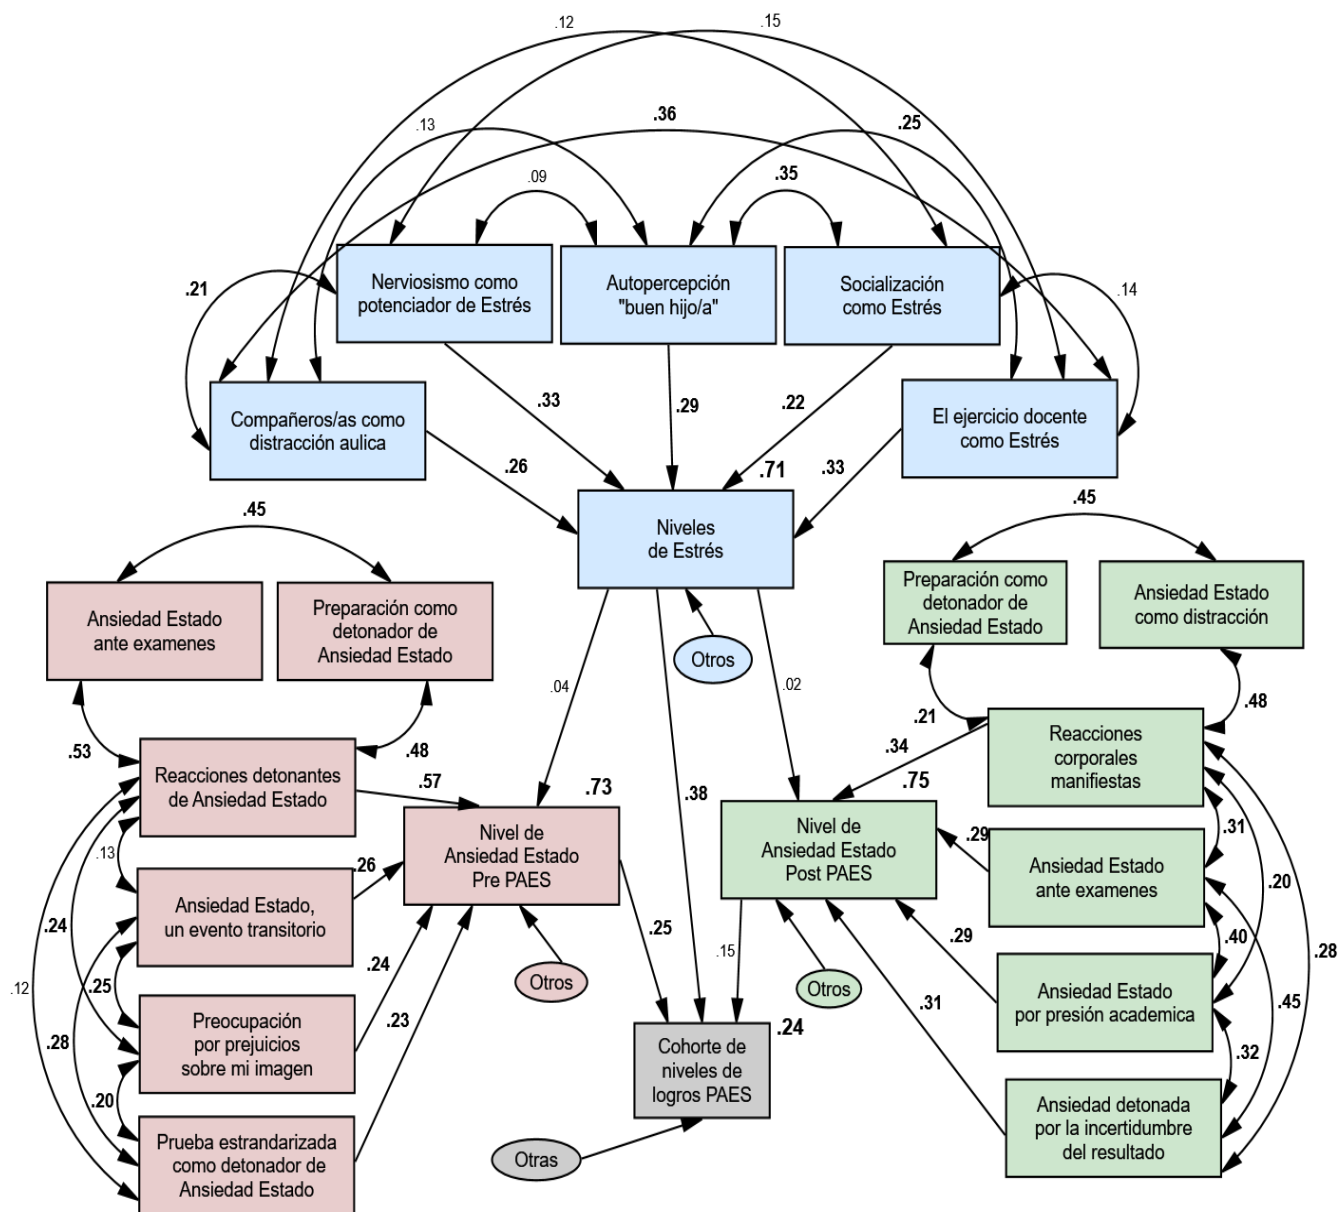 .12
.15
.13
.36
.25
.09
.35
Nerviosismo como
potenciador de Estrés
Autopercepción
"buen hijo/a"
Socialización
como Estrés
.21
.14
Compañeros/as como
distracción aulica
El ejercicio docente
como Estrés
.33
.29
.22
.26
.71
.33
Niveles
de Estrés
.45
.45
Ansiedad Estado
ante examenes
Preparación como
detonador de
Ansiedad Estado
Otros
Preparación como
detonador de
Ansiedad Estado
Ansiedad Estado
como distracción
.04
.02
.53
.48
.21
.48
Reacciones detonantes
de Ansiedad Estado
.57
.73
.38
.34
.75
Reacciones
corporales
manifiestas
.13
Nivel de
Ansiedad Estado
Pre PAES
Nivel de
Ansiedad Estado
Post PAES
.29
.31
.26
Ansiedad Estado,
un evento transitorio
Ansiedad Estado
ante examenes
.20
.24
.25
.15
.29
.40
.28
.12
.25
.24
Otros
Otros
Ansiedad Estado
por presión academica
.45
.28
Preocupación
por prejuicios
sobre mi imagen
.23
.31
.24
.32
Cohorte de
niveles de
logros PAES
.20
Ansiedad detonada
por la incertidumbre
del resultado
Prueba estrandarizada
como detonador de
Ansiedad Estado
Otras